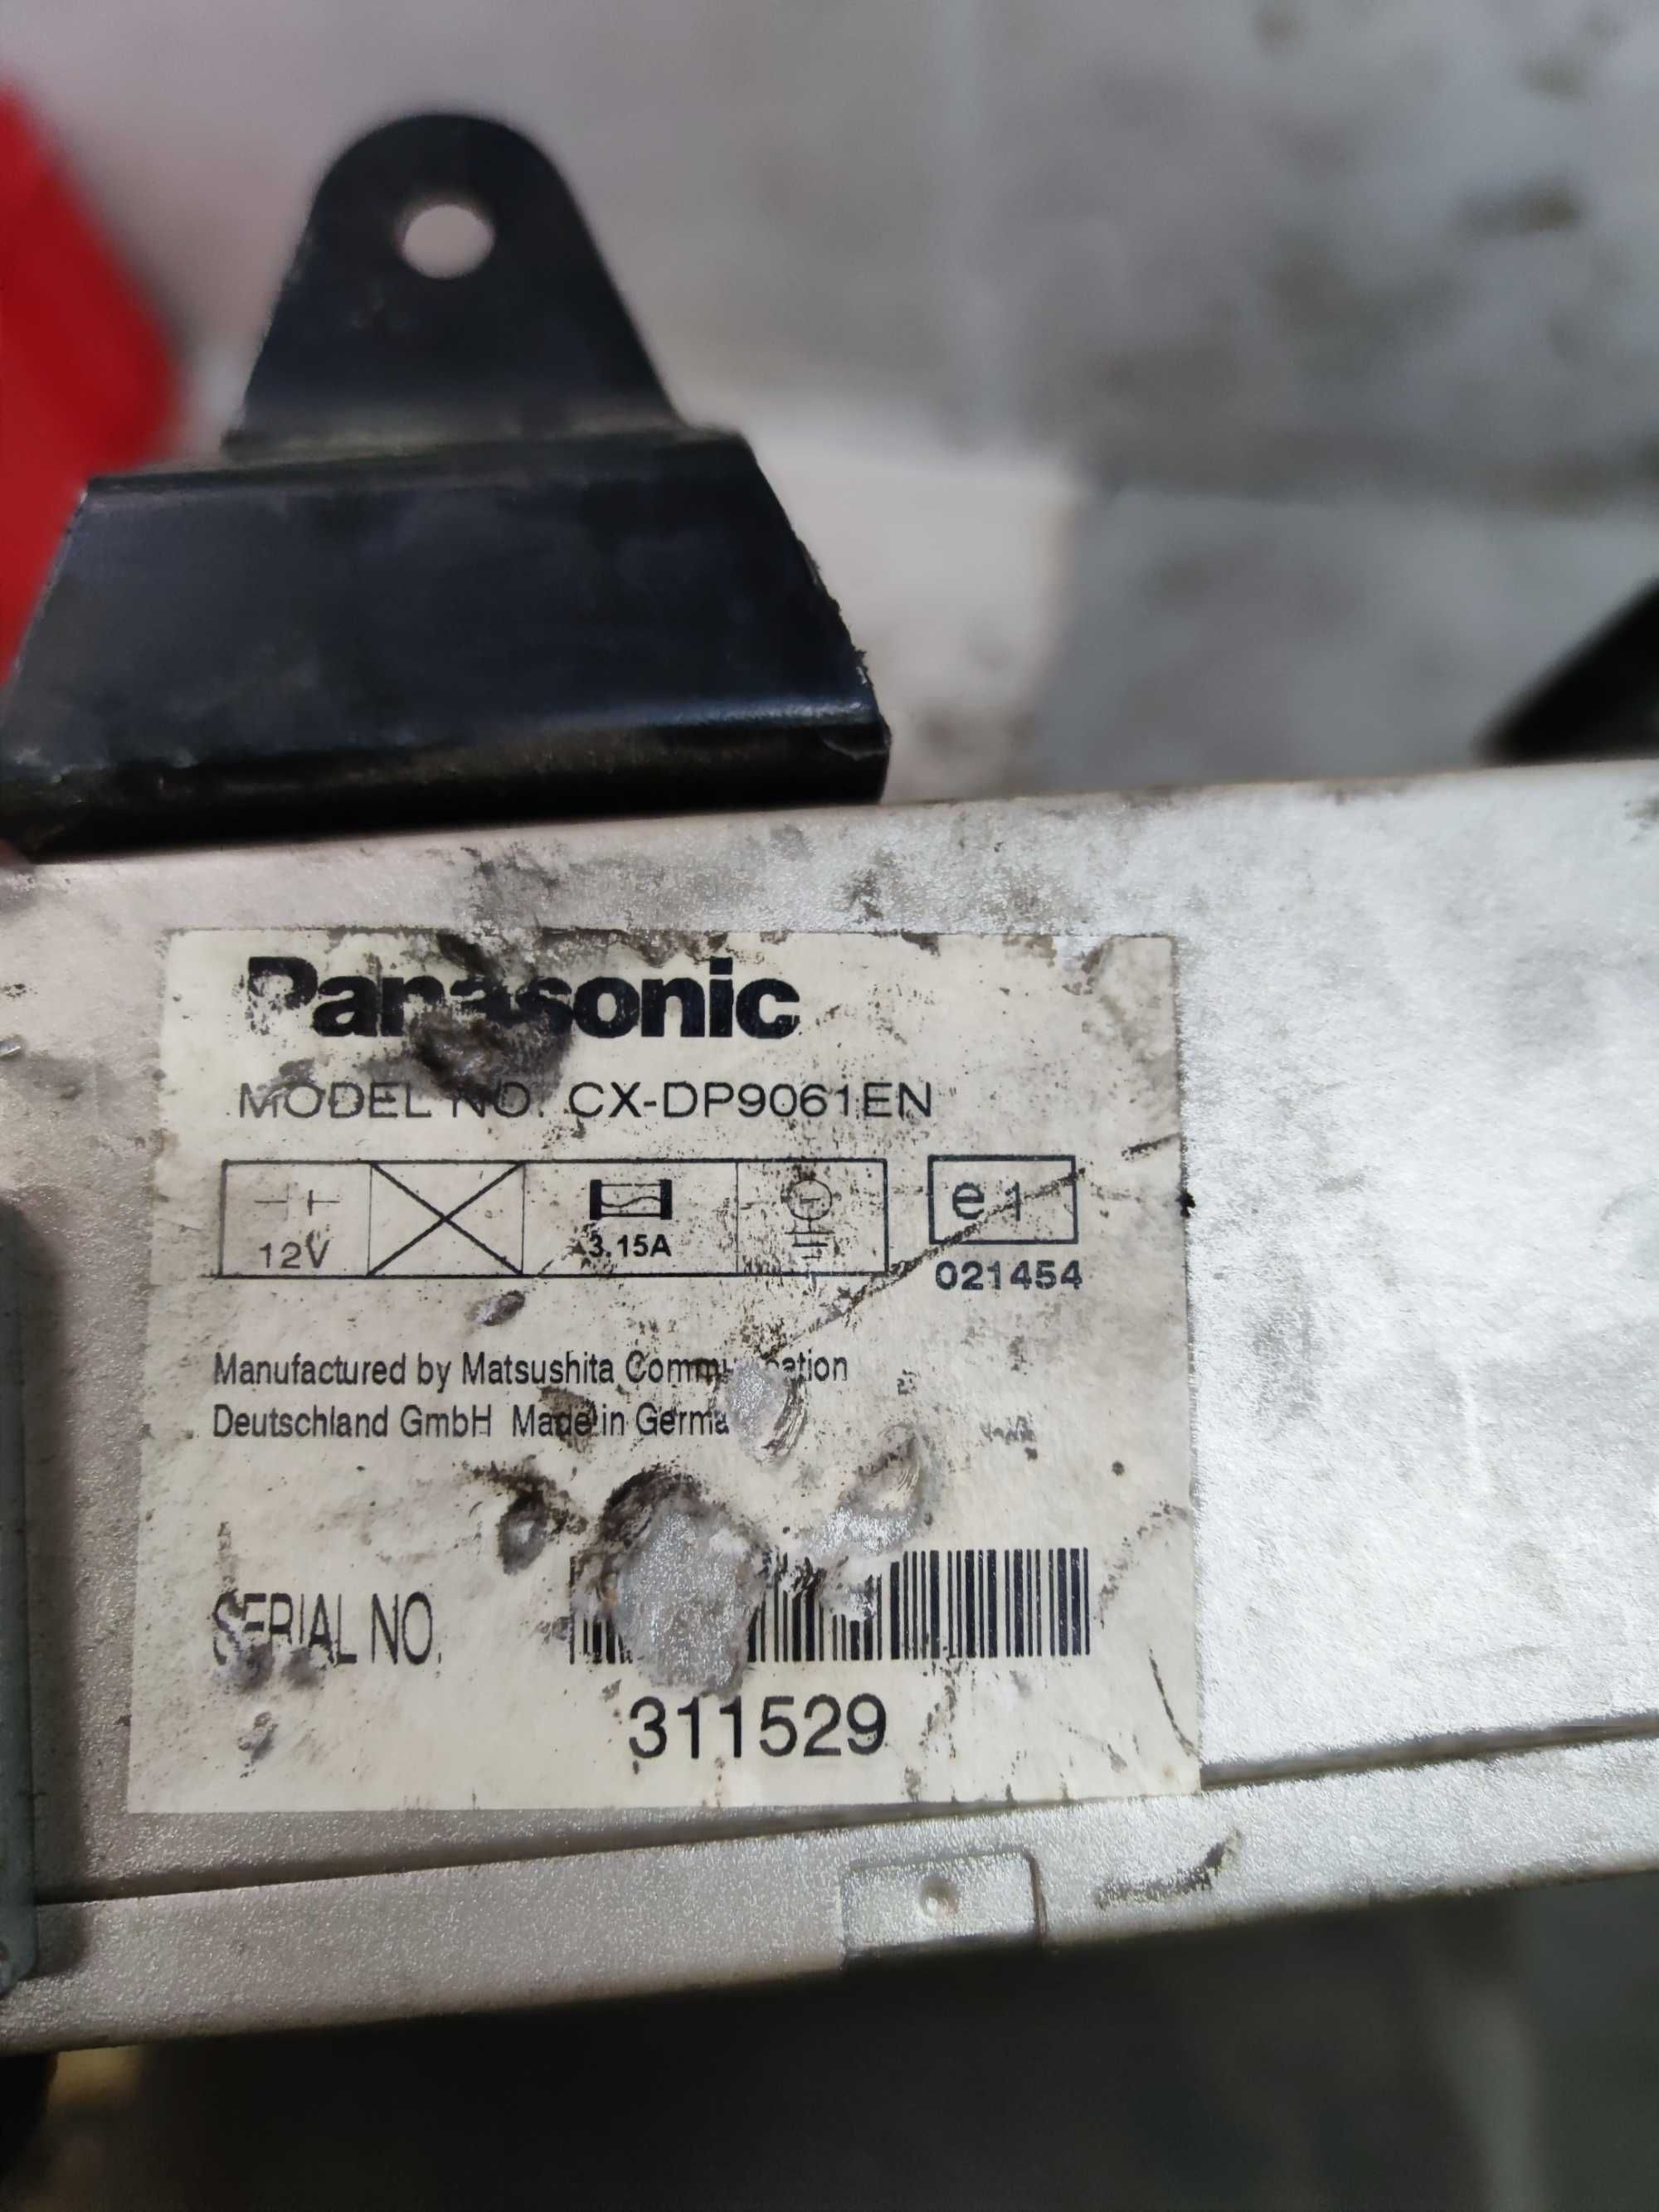 Panasonic
MODEL NO. CX-DP9061EN
12V
3.15A
e1
021454
Manufactured by Matsushita Communication
Deutschland GmbH Made in Germa
SERIAL NO.
311529